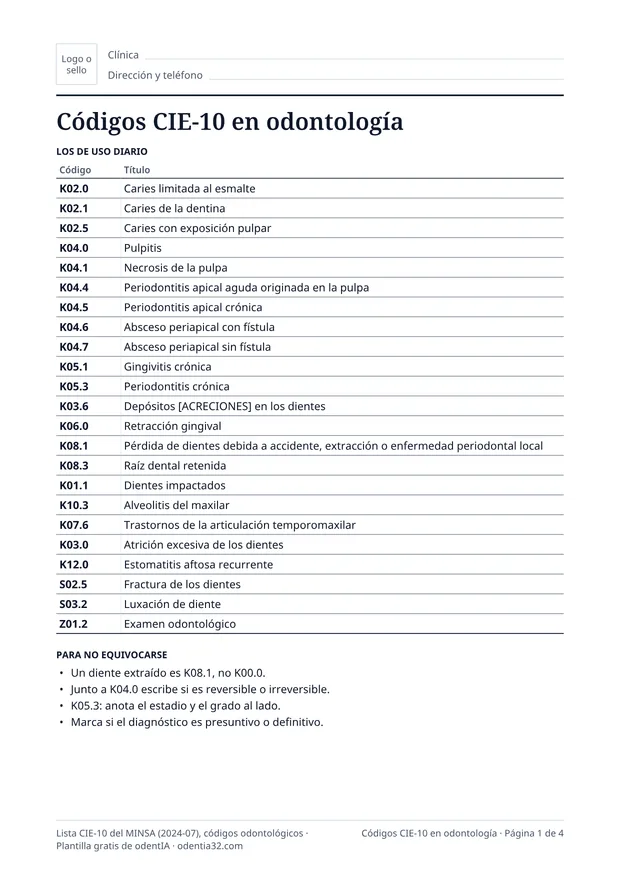 Logo o
sello
Clínica
Dirección y teléfono
Códigos CIE-10 en odontología
LOS DE USO DIARIO
Código Título
K02.0 Caries limitada al esmalte
K02.1 Caries de la dentina
K02.5 Caries con exposición pulpar
K04.0 Pulpitis
K04.1 Necrosis de la pulpa
K04.4 Periodontitis apical aguda originada en la pulpa
K04.5 Periodontitis apical crónica
K04.6 Absceso periapical con fístula
K04.7 Absceso periapical sin fístula
K05.1 Gingivitis crónica
K05.3 Periodontitis crónica
K03.6 Depósitos [ACRECIONES] en los dientes
K06.0 Retracción gingival
K08.1 Pérdida de dientes debida a accidente, extracción o enfermedad periodontal local
K08.3 Raíz dental retenida
K01.1 Dientes impactados
K10.3 Alveolitis del maxilar
K07.6 Trastornos de la articulación temporomaxilar
K03.0 Atrición excesiva de los dientes
K12.0 Estomatitis aftosa recurrente
S02.5 Fractura de los dientes
S03.2 Luxación de diente
Z01.2 Examen odontológico
PARA NO EQUIVOCARSE
• Un diente extraído es K08.1, no K00.0.
• Junto a K04.0 escribe si es reversible o irreversible.
• K05.3: anota el estadio y el grado al lado.
• Marca si el diagnóstico es presuntivo o definitivo.
Lista CIE-10 del MINSA (2024-07), códigos odontológicos ·
Plantilla gratis de odentIA · odentia32.com
Códigos CIE-10 en odontología · Página 1 de 4